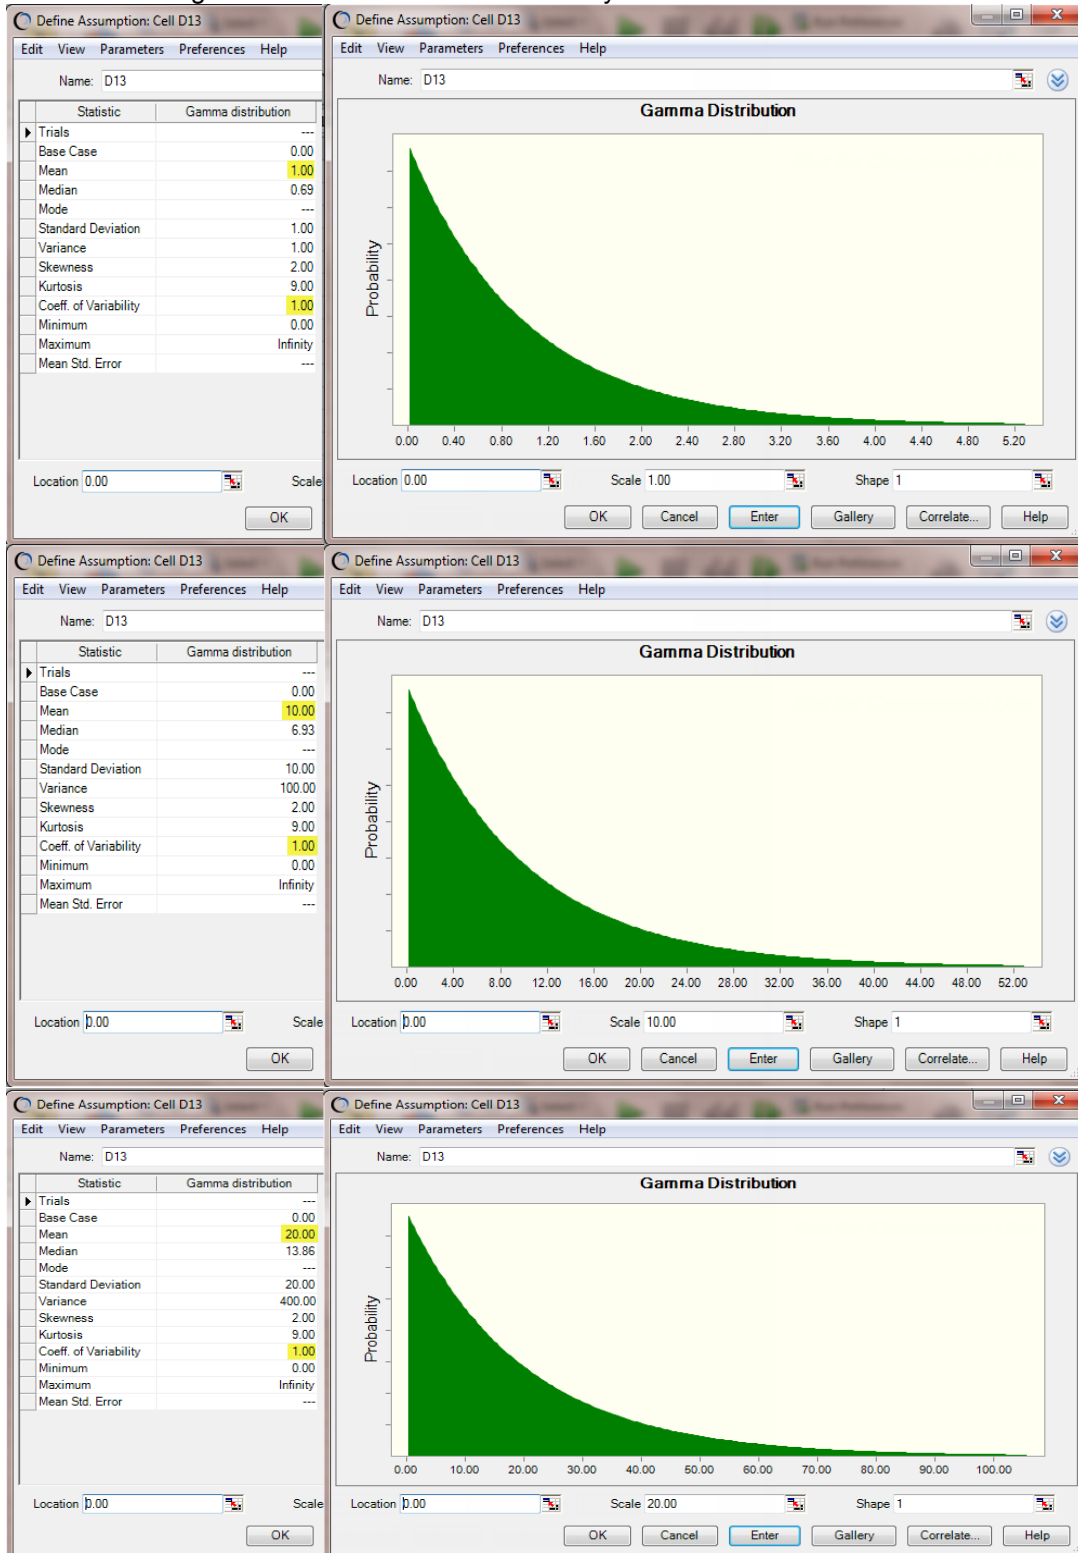 Define Assumption: Cell D13
Edit View Parameters Preferences Help
Name: D13
Statistic Gamma distribution
Trials ---
Base Case 0.00
Mean 1.00
Median 0.69
Mode ---
Standard Deviation 1.00
Variance 1.00
Skewness 2.00
Kurtosis 9.00
Coeff. of Variability 1.00
Minimum 0.00
Maximum Infinity
Mean Std. Error ---
Location 0.00 Scale
OK
Define Assumption: Cell D13
Edit View Parameters Preferences Help
Name: D13
Gamma Distribution
Probability
0.00 0.40 0.80 1.20 1.60 2.00 2.40 2.80 3.20 3.60 4.00 4.40 4.80 5.20
Location 0.00 Scale 1.00 Shape 1
OK Cancel Enter Gallery Correlate... Help
Define Assumption: Cell D13
Edit View Parameters Preferences Help
Name: D13
Statistic Gamma distribution
Trials ---
Base Case 0.00
Mean 10.00
Median 6.93
Mode ---
Standard Deviation 10.00
Variance 100.00
Skewness 2.00
Kurtosis 9.00
Coeff. of Variability 1.00
Minimum 0.00
Maximum Infinity
Mean Std. Error ---
Location 0.00 Scale
OK
Define Assumption: Cell D13
Edit View Parameters Preferences Help
Name: D13
Gamma Distribution
Probability
0.00 4.00 8.00 12.00 16.00 20.00 24.00 28.00 32.00 36.00 40.00 44.00 48.00 52.00
Location 0.00 Scale 10.00 Shape 1
OK Cancel Enter Gallery Correlate... Help
Define Assumption: Cell D13
Edit View Parameters Preferences Help
Name: D13
Statistic Gamma distribution
Trials ---
Base Case 0.00
Mean 20.00
Median 13.86
Mode ---
Standard Deviation 20.00
Variance 400.00
Skewness 2.00
Kurtosis 9.00
Coeff. of Variability 1.00
Minimum 0.00
Maximum Infinity
Mean Std. Error ---
Location 0.00 Scale
OK
Define Assumption: Cell D13
Edit View Parameters Preferences Help
Name: D13
Gamma Distribution
Probability
0.00 10.00 20.00 30.00 40.00 50.00 60.00 70.00 80.00 90.00 100.00
Location 0.00 Scale 20.00 Shape 1
OK Cancel Enter Gallery Correlate... Help